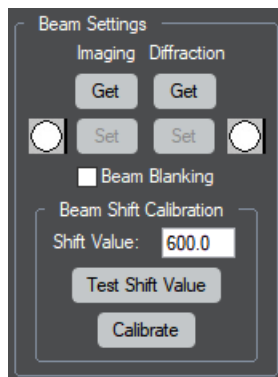 Beam Settings
Imaging Diffraction
Get Get
Set Set
Beam Blanking
Beam Shift Calibration
Shift Value: 600.0
Test Shift Value
Calibrate